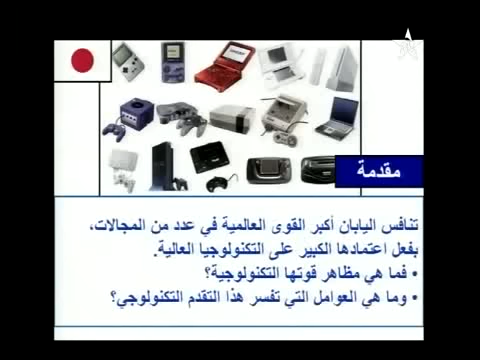 مقدمة
تنافس اليابان أكبر القوى العالمية في عدد من المجالات،
بفعل اعتمادها الكبير على التكنولوجيا العالية.
• فما هي مظاهر قوتها التكنولوجية؟
• وما هي العوامل التي تفسر هذا التقدم التكنولوجي؟